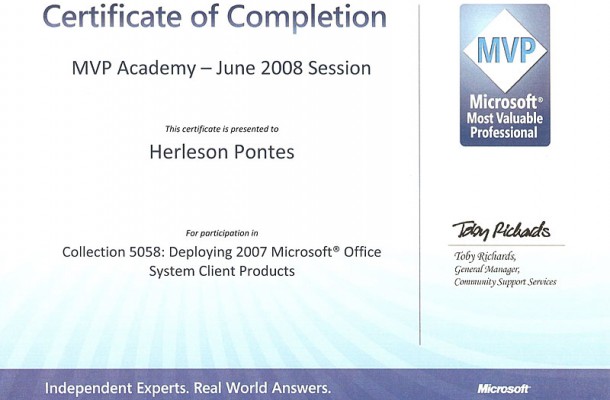 Certificate of Completion
MVP Academy – June 2008 Session
This certificate is presented to
Herleson Pontes
For participation in
Collection 5058: Deploying 2007 Microsoft® Office
System Client Products
MVP
Microsoft®
Most Valuable
Professional
Toby Richards
Toby Richards,
General Manager,
Community Support Services
Independent Experts. Real World Answers.
Microsoft